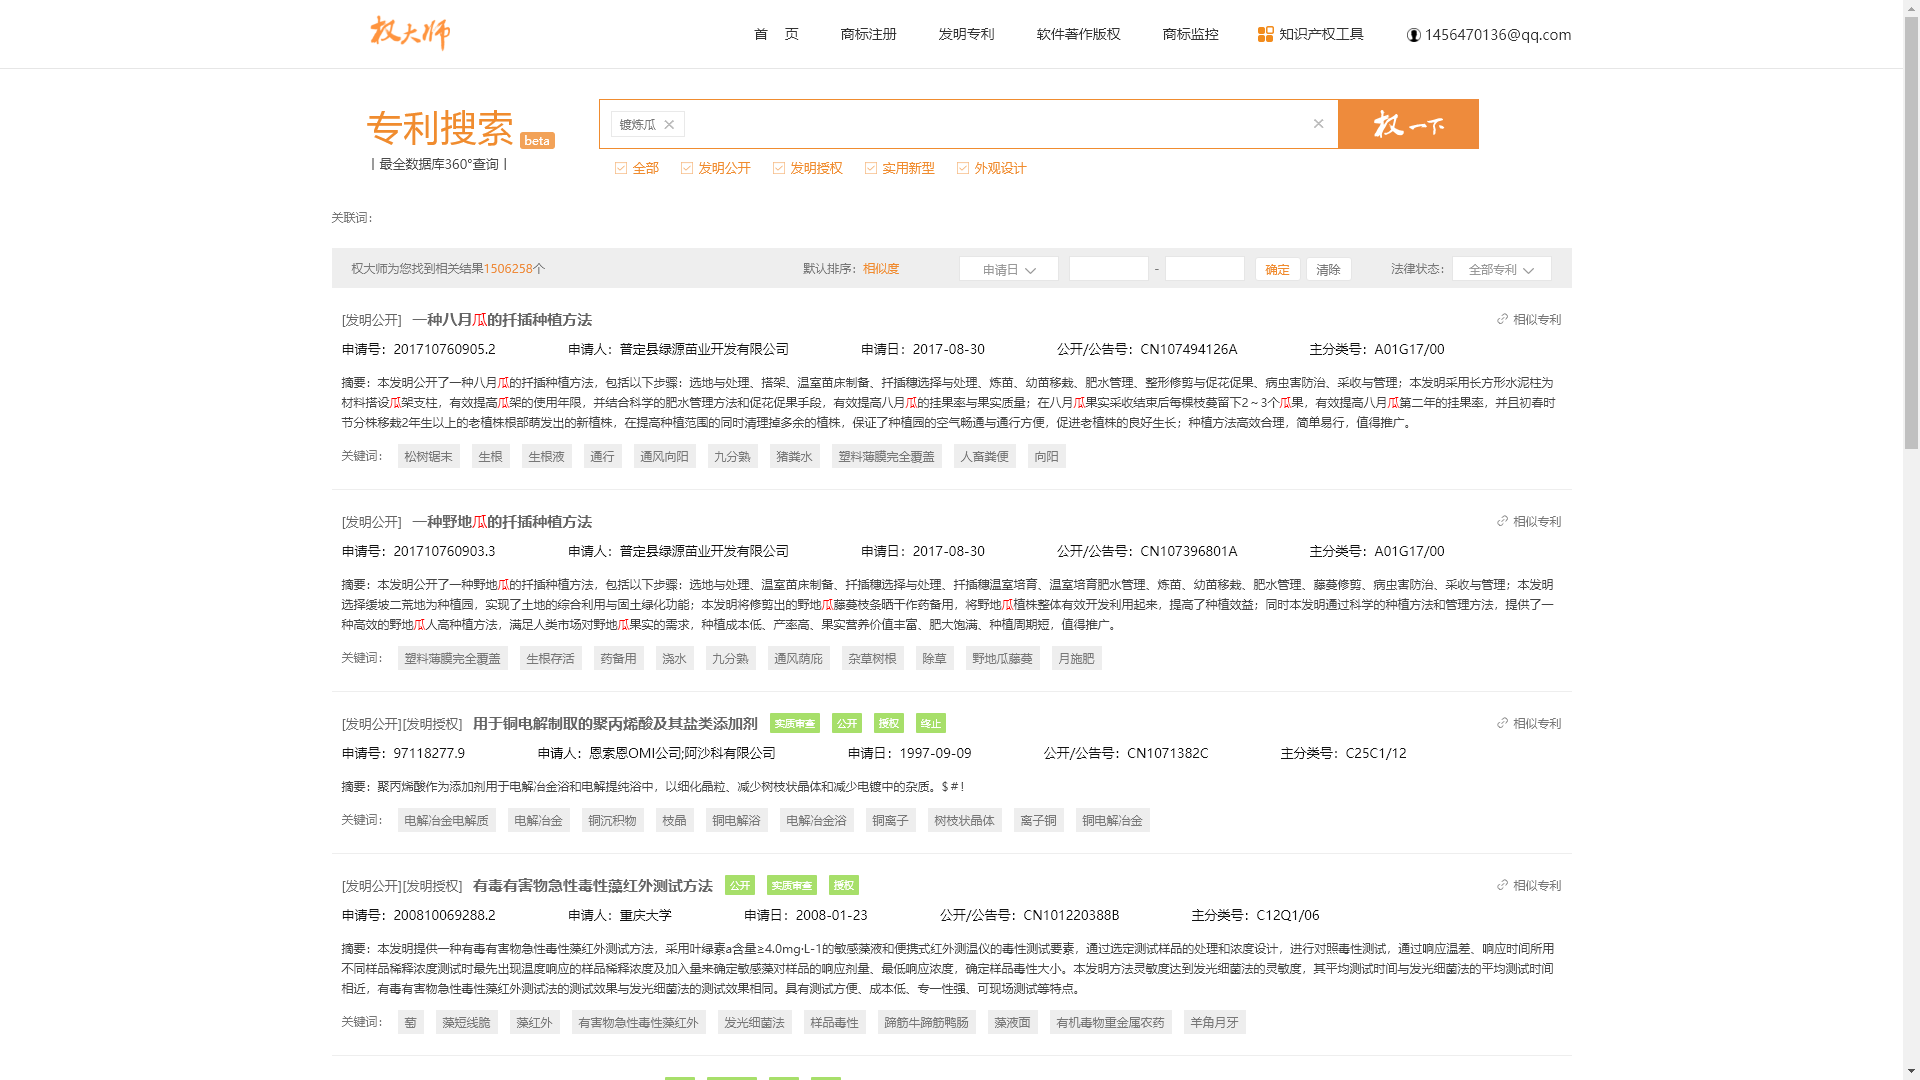 权大师
首 页 商标注册 发明专利 软件著作版权 商标监控 知识产权工具 1456470136@qq.com
专利搜索 beta
丨最全数据库360°查询丨
镀炼瓜
权一下
全部 发明公开 发明授权 实用新型 外观设计
关联词：
权大师为您找到相关结果1506258个 默认排序：相似度 申请日 - 确定 清除 法律状态： 全部专利
[发明公开] 一种八月瓜的扦插种植方法 相似专利
申请号：201710760905.2 申请人：普定县绿源苗业开发有限公司 申请日：2017-08-30 公开/公告号：CN107494126A 主分类号：A01G17/00
摘要：本发明公开了一种八月瓜的扦插种植方法，包括以下步骤：选地与处理、搭架、温室苗床制备、扦插穗选择与处理、炼苗、幼苗移栽、肥水管理、整形修剪与促花促果、病虫害防治、采收与管理；本发明采用长方形水泥柱为
材料搭设瓜架支柱，有效提高瓜架的使用年限，并结合科学的肥水管理方法和促花促果手段，有效提高八月瓜的挂果率与果实质量；在八月瓜果实采收结束后每棵枝蔓留下2～3个瓜果，有效提高八月瓜第二年的挂果率，并且初春时
节分株移栽2年生以上的老植株根部萌发出的新植株，在提高种植范围的同时清理掉多余的植株，保证了种植园的空气畅通与通行方便，促进老植株的良好生长；种植方法高效合理，简单易行，值得推广。
关键词： 松树锯末 生根 生根液 通行 通风向阳 九分熟 猪粪水 塑料薄膜完全覆盖 人畜粪便 向阳
[发明公开] 一种野地瓜的扦插种植方法 相似专利
申请号：201710760903.3 申请人：普定县绿源苗业开发有限公司 申请日：2017-08-30 公开/公告号：CN107396801A 主分类号：A01G17/00
摘要：本发明公开了一种野地瓜的扦插种植方法，包括以下步骤：选地与处理、温室苗床制备、扦插穗选择与处理、扦插穗温室培育、温室培育肥水管理、炼苗、幼苗移栽、肥水管理、藤蔓修剪、病虫害防治、采收与管理；本发明
选择缓坡二荒地为种植园，实现了土地的综合利用与固土绿化功能；本发明将修剪出的野地瓜藤蔓枝条晒干作药备用，将野地瓜植株整体有效开发利用起来，提高了种植效益；同时本发明通过科学的种植方法和管理方法，提供了一
种高效的野地瓜人高种植方法，满足人类市场对野地瓜果实的需求，种植成本低、产率高、果实营养价值丰富、肥大饱满、种植周期短，值得推广。
关键词： 塑料薄膜完全覆盖 生根存活 药备用 浇水 九分熟 通风荫庇 杂草树根 除草 野地瓜藤蔓 月施肥
[发明公开][发明授权] 用于铜电解制取的聚丙烯酸及其盐类添加剂 实质审查 公开 授权 终止 相似专利
申请号：97118277.9 申请人：恩索恩OMI公司;阿沙科有限公司 申请日：1997-09-09 公开/公告号：CN1071382C 主分类号：C25C1/12
摘要：聚丙烯酸作为添加剂用于电解冶金浴和电解提纯浴中，以细化晶粒、减少树枝状晶体和减少电镀中的杂质。$#！
关键词： 电解冶金电解质 电解冶金 铜沉积物 枝晶 铜电解浴 电解冶金浴 铜离子 树枝状晶体 离子铜 铜电解冶金
[发明公开][发明授权] 有毒有害物急性毒性藻红外测试方法 公开 实质审查 授权 相似专利
申请号：200810069288.2 申请人：重庆大学 申请日：2008-01-23 公开/公告号：CN101220388B 主分类号：C12Q1/06
摘要：本发明提供一种有毒有害物急性毒性藻红外测试方法，采用叶绿素a含量≥4.0mg·L-1的敏感藻液和便携式红外测温仪的毒性测试要素，通过选定测试样品的处理和浓度设计，进行对照毒性测试，通过响应温差、响应时间所用
不同样品稀释浓度测试时最先出现温度响应的样品稀释浓度及加入量来确定敏感藻对样品的响应剂量、最低响应浓度，确定样品毒性大小。本发明方法灵敏度达到发光细菌法的灵敏度，其平均测试时间与发光细菌法的平均测试时间
相近，有毒有害物急性毒性藻红外测试法的测试效果与发光细菌法的测试效果相同。具有测试方便、成本低、专一性强、可现场测试等特点。
关键词： 萄 藻短线脆 藻红外 有害物急性毒性藻红外 发光细菌法 样品毒性 蹄筋牛蹄筋鸭肠 藻液面 有机毒物重金属农药 羊角月牙